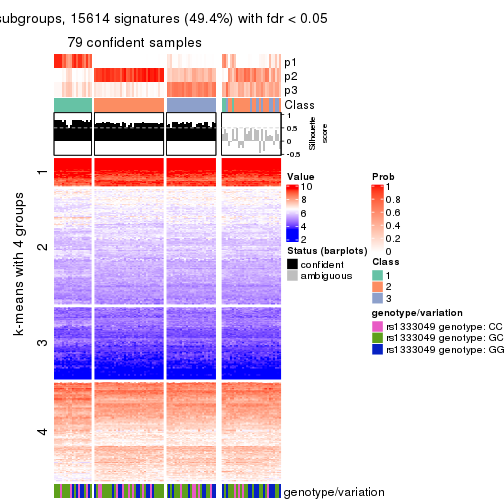 subgroups, 15614 signatures (49.4%) with fdr < 0.05
79 confident samples
p1
p2
p3
Class
1
0.5
0
-0.5
Silhouette
score
k-means with 4 groups
1
2
3
4
genotype/variation
Value
10
8
6
4
2
Status (barplots)
confident
ambiguous
Prob
1
0.8
0.6
0.4
0.2
0
Class
1
2
3
genotype/variation
rs1333049 genotype: CC
rs1333049 genotype: GC
rs1333049 genotype: GG